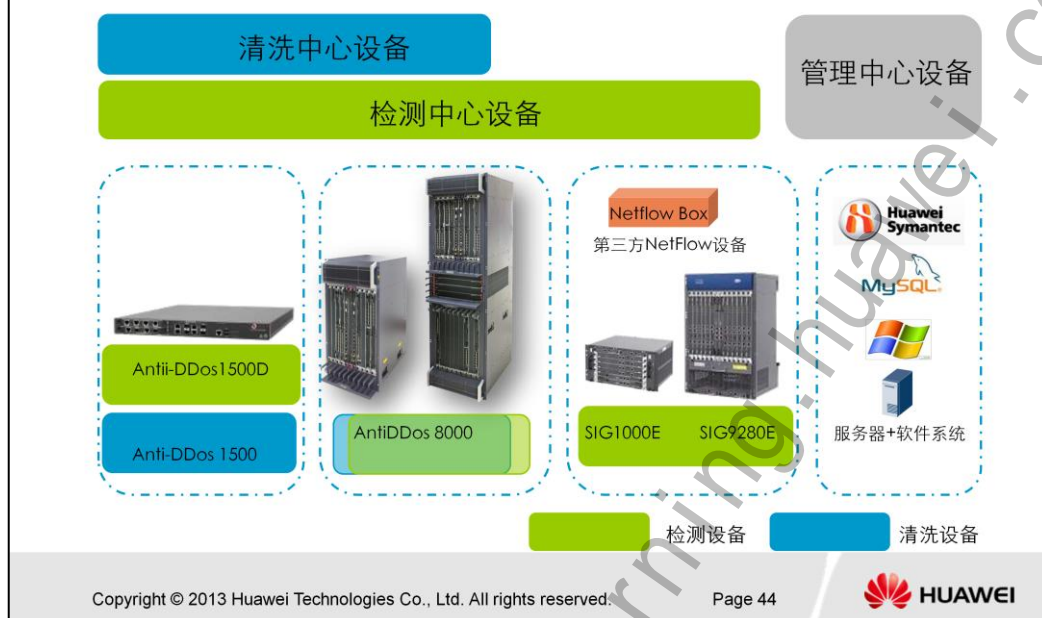 清洗中心设备
管理中心设备
检测中心设备
Netflow Box
第三方NetFlow设备
Huawei
Symantec
MySQL
Antii-DDos1500D
Anti-DDos 1500
AntiDDos 8000
SIG1000E
SIG9280E
服务器+软件系统
检测设备
清洗设备
Copyright © 2013 Huawei Technologies Co., Ltd. All rights reserved.
Page 44
HUAWEI
rning.huawei.c